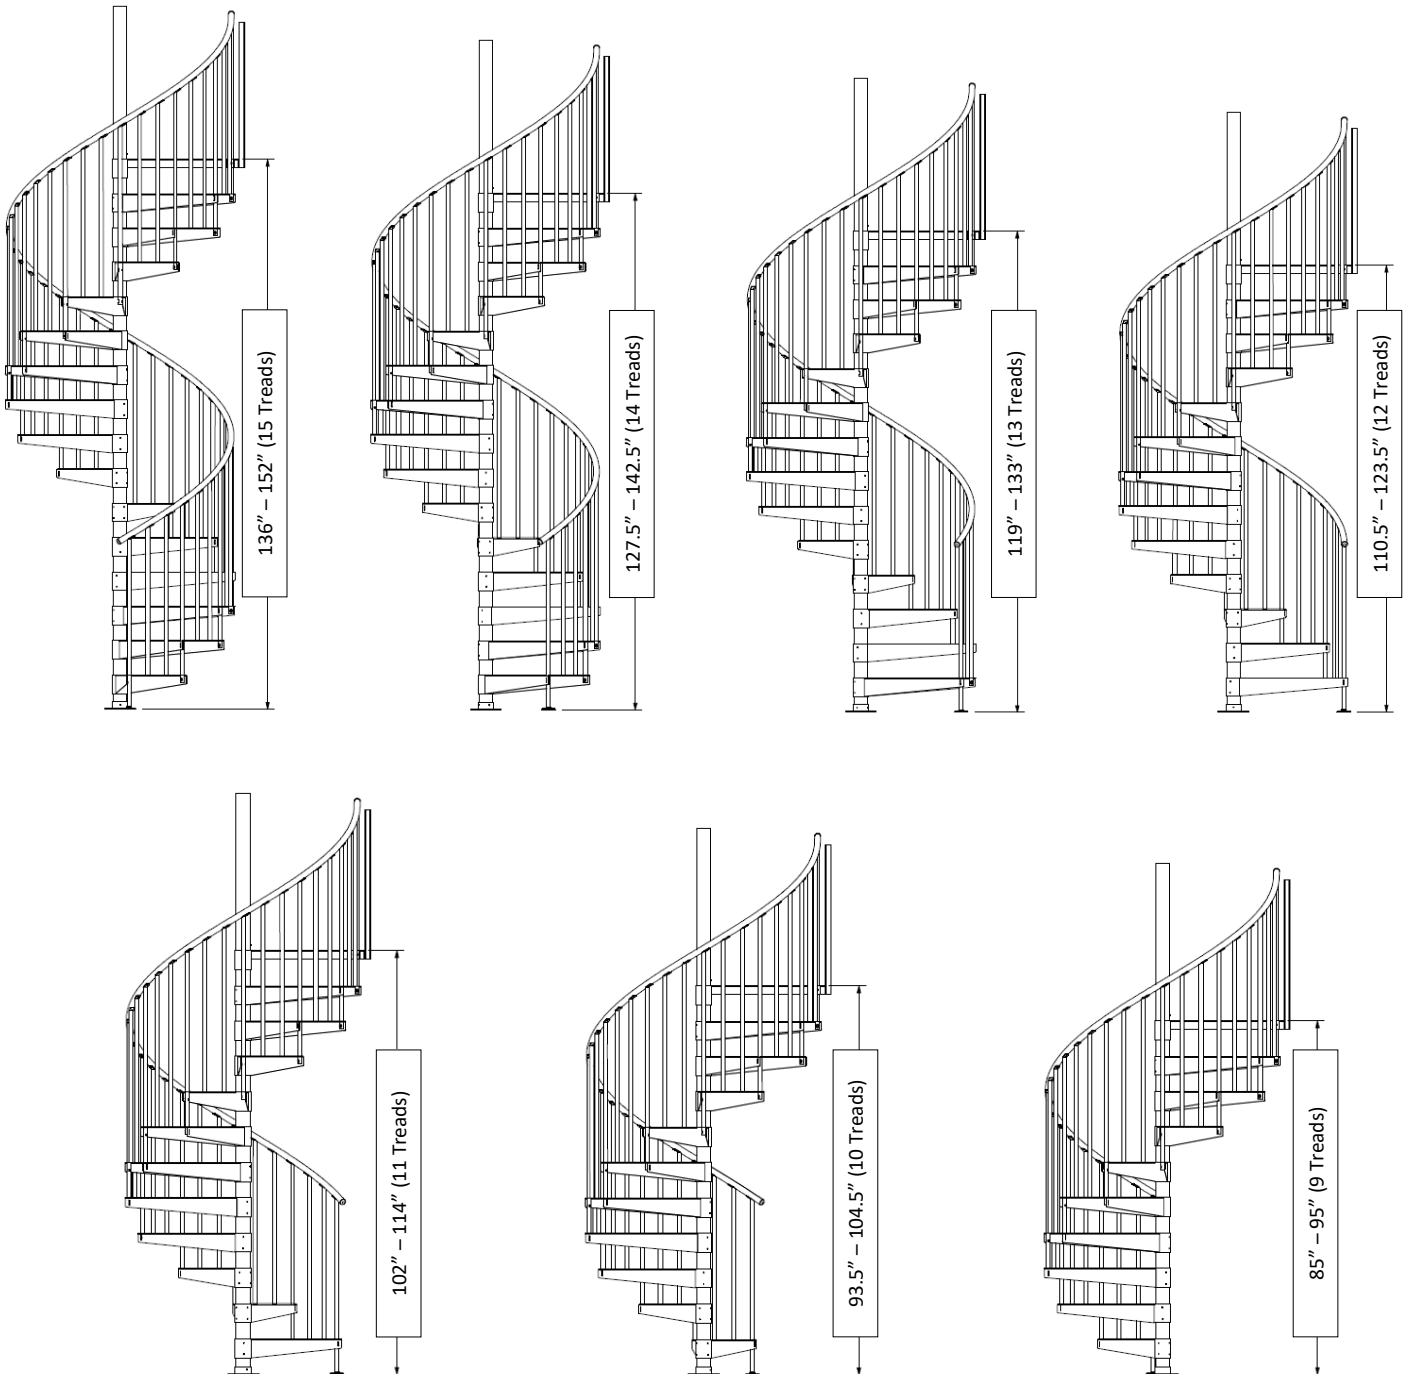 136” – 152” (15 Treads)
127.5” – 142.5” (14 Treads)
119” – 133” (13 Treads)
110.5” – 123.5” (12 Treads)
102” – 114” (11 Treads)
93.5” – 104.5” (10 Treads)
85” – 95” (9 Treads)